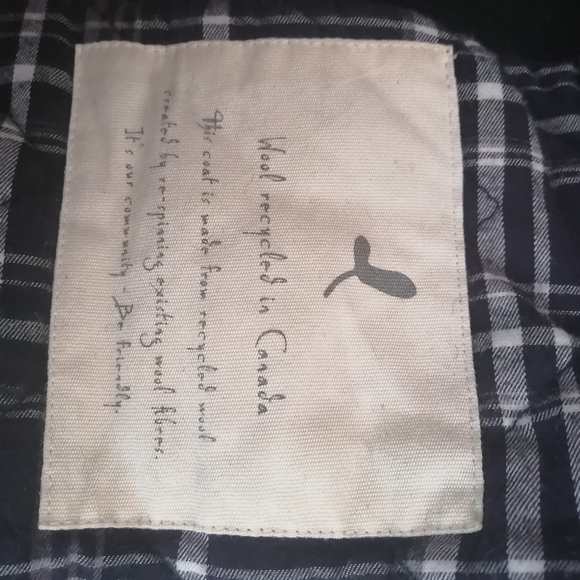 Wool recycled in Canada
This coat is made from recycled wool
created by re-spinning existing wool fibres.
It's our community - Be friendly.